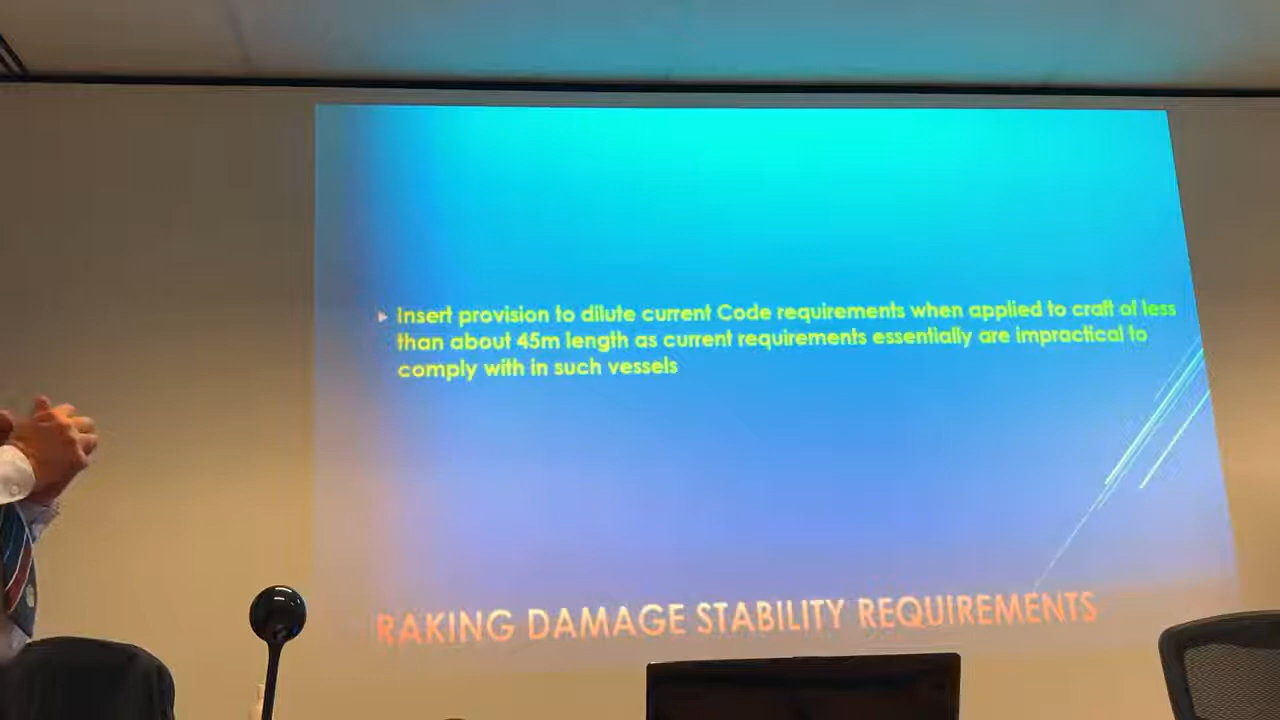 Insert provision to dilute current Code requirements when applied to craft of less
than about 45m length as current requirements essentially are impractical to
comply with in such vessels
RAKING DAMAGE STABILITY REQUIREMENTS